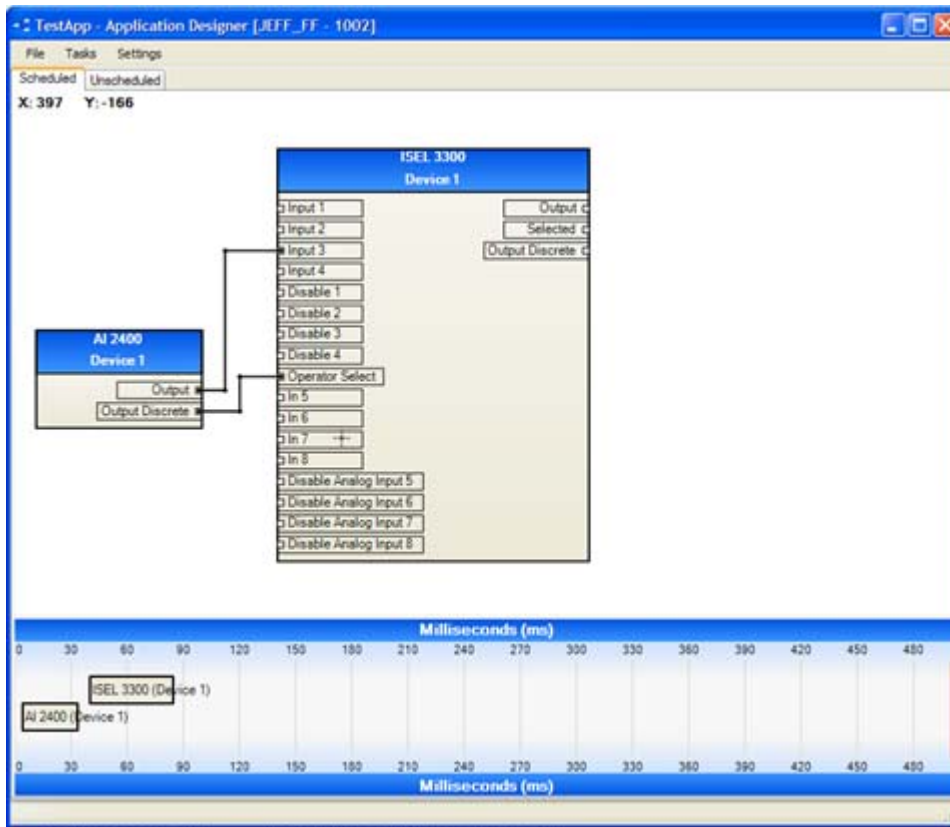 TestApp - Application Designer [JEFF_FF - 1002]
File Tasks Settings
Scheduled Unscheduled
X: 397 Y: -166
ISEL 3300
Device 1
Input 1 Output
Input 2 Selected
Input 3 Output Discrete
Input 4
Disable 1
Disable 2
Disable 3
Disable 4
Operator Select
In 5
In 6
In 7
In 8
Disable Analog Input 5
Disable Analog Input 6
Disable Analog Input 7
Disable Analog Input 8
AI 2400
Device 1
Output
Output Discrete
Milliseconds (ms)
0 30 60 90 120 150 180 210 240 270 300 330 360 390 420 450 480
ISEL 3300 (Device 1)
AI 2400 (Device 1)
0 30 60 90 120 150 180 210 240 270 300 330 360 390 420 450 480
Milliseconds (ms)